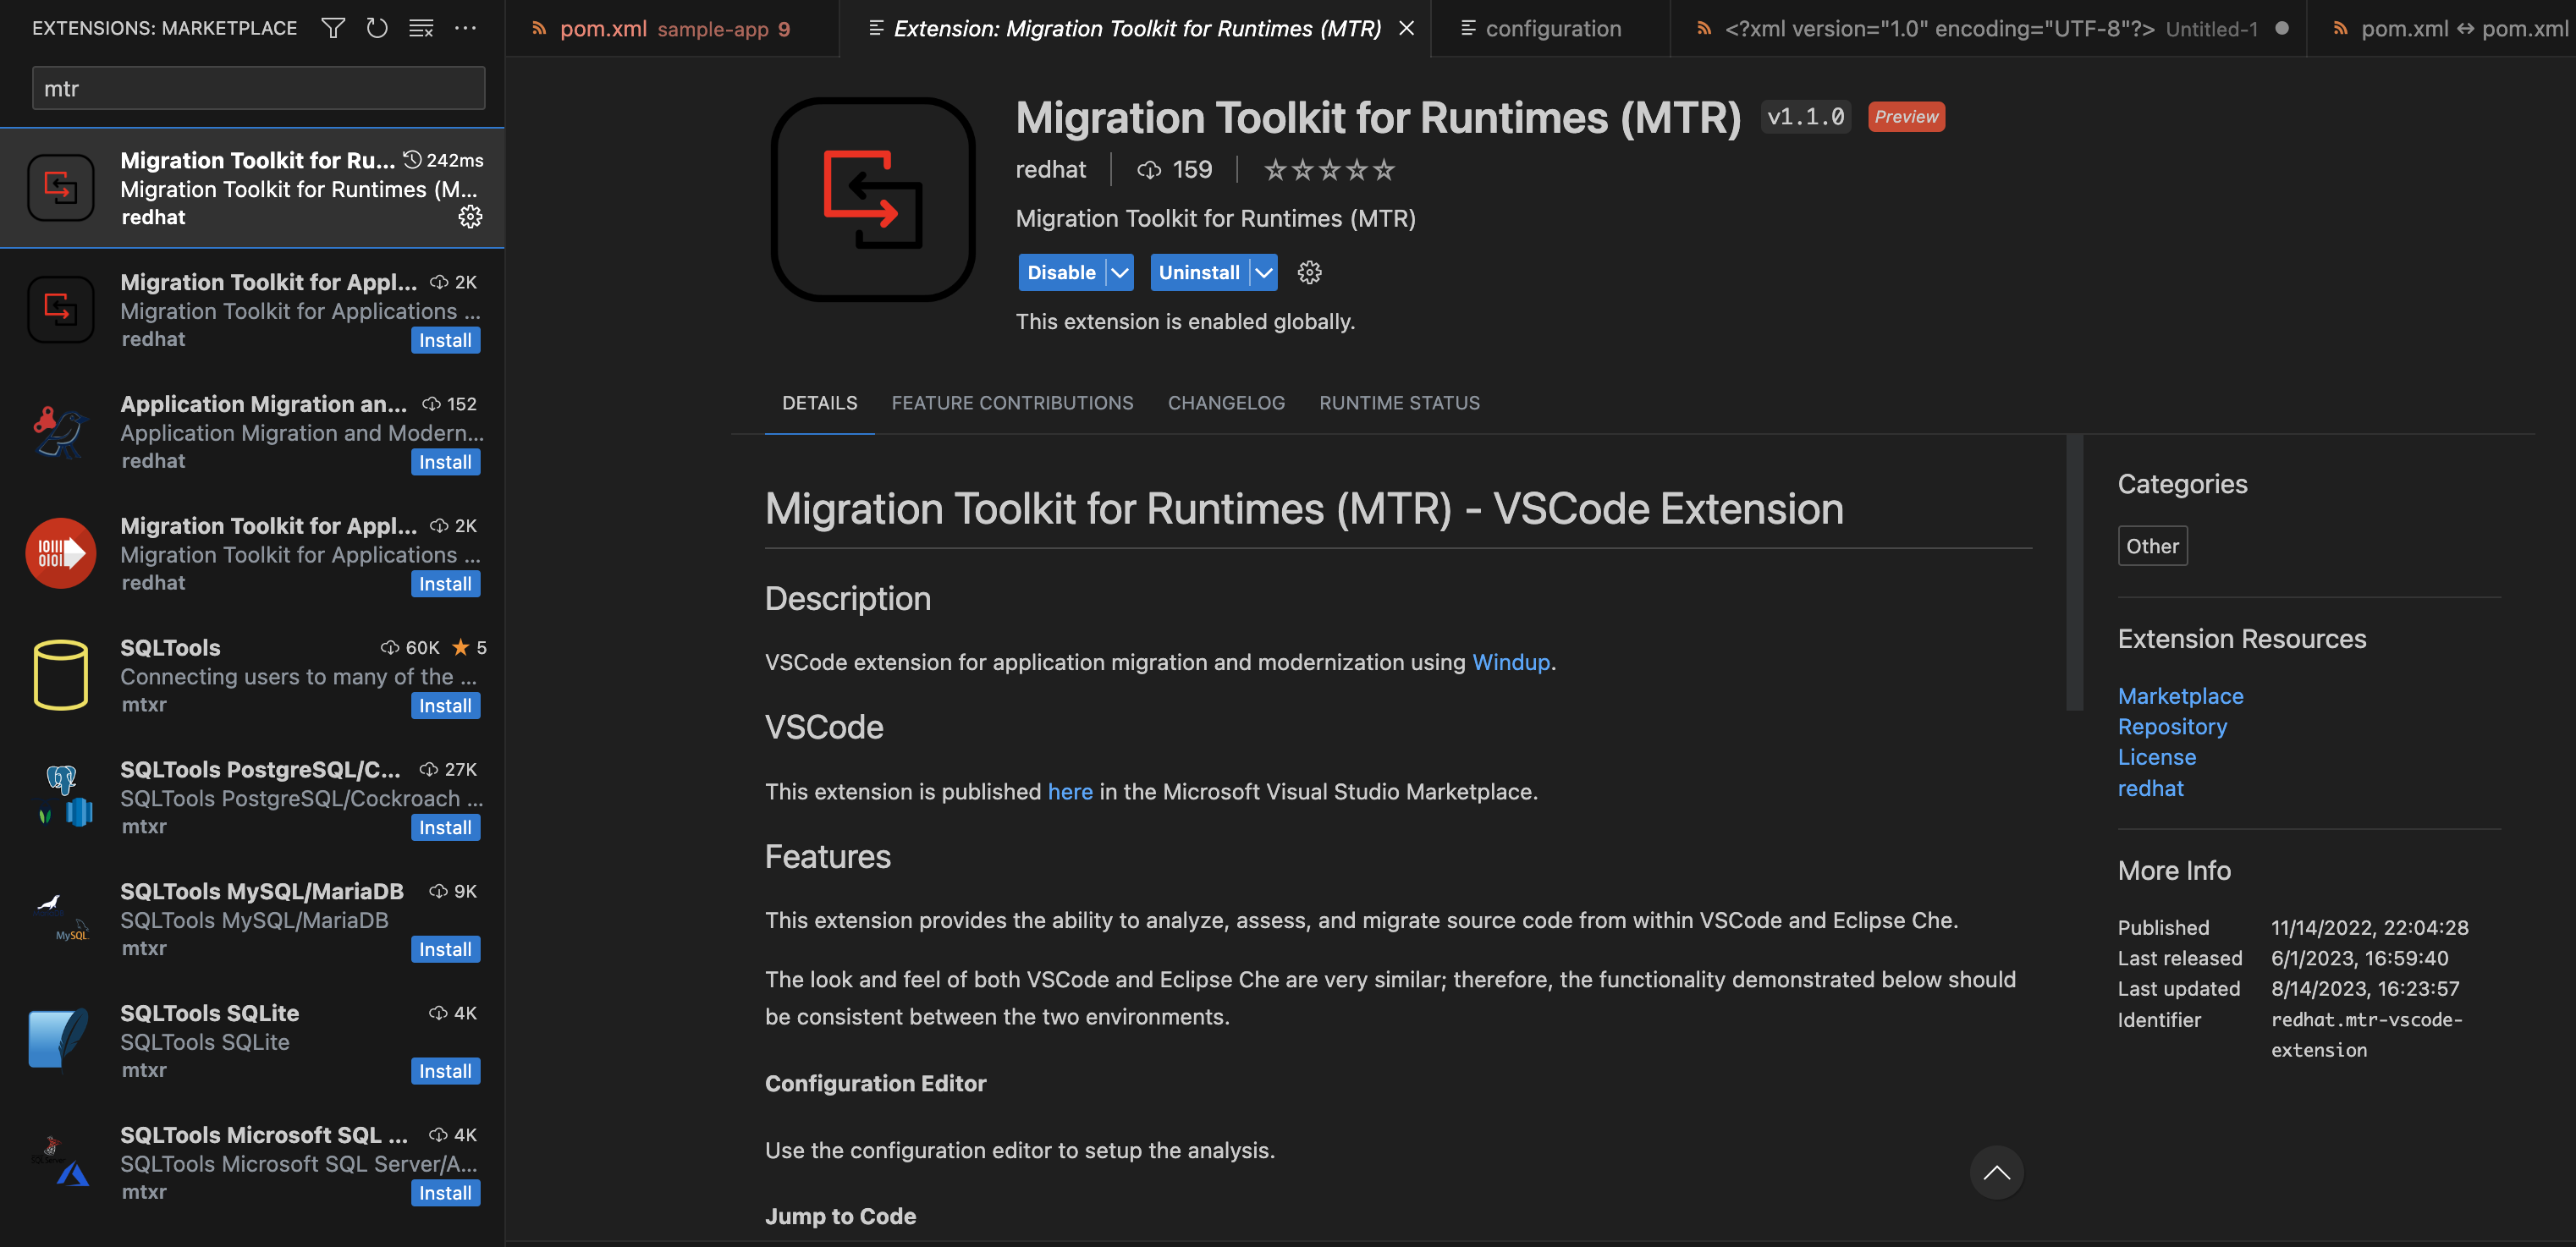 EXTENSIONS: MARKETPLACE
mtr
Migration Toolkit for Ru... 242ms
Migration Toolkit for Runtimes (M...
redhat
Migration Toolkit for Appl... 2K
Migration Toolkit for Applications ...
redhat
Install
Application Migration an... 152
Application Migration and Modern...
redhat
Install
Migration Toolkit for Appl... 2K
Migration Toolkit for Applications ...
redhat
Install
SQLTools 60K 5
Connecting users to many of the ...
mtxr
Install
SQLTools PostgreSQL/C... 27K
SQLTools PostgreSQL/Cockroach ...
mtxr
Install
SQLTools MySQL/MariaDB 9K
SQLTools MySQL/MariaDB
MySQL
mtxr
Install
SQLTools SQLite 4K
SQLTools SQLite
mtxr
Install
SQLTools Microsoft SQL ... 4K
SQLTools Microsoft SQL Server/A...
mtxr
Install
pom.xml sample-app 9
Extension: Migration Toolkit for Runtimes (MTR)
configuration
<?xml version="1.0" encoding="UTF-8"?> Untitled-1
pom.xml ↔ pom.xml
Migration Toolkit for Runtimes (MTR) v1.1.0 Preview
redhat 159
Migration Toolkit for Runtimes (MTR)
Disable Uninstall
This extension is enabled globally.
DETAILS FEATURE CONTRIBUTIONS CHANGELOG RUNTIME STATUS
Migration Toolkit for Runtimes (MTR) - VSCode Extension
Description
VSCode extension for application migration and modernization using Windup.
VSCode
This extension is published here in the Microsoft Visual Studio Marketplace.
Features
This extension provides the ability to analyze, assess, and migrate source code from within VSCode and Eclipse Che.
The look and feel of both VSCode and Eclipse Che are very similar; therefore, the functionality demonstrated below should
be consistent between the two environments.
Configuration Editor
Use the configuration editor to setup the analysis.
Jump to Code
Categories
Other
Extension Resources
Marketplace
Repository
License
redhat
More Info
Published 11/14/2022, 22:04:28
Last released 6/1/2023, 16:59:40
Last updated 8/14/2023, 16:23:57
Identifier redhat.mtr-vscode-
extension